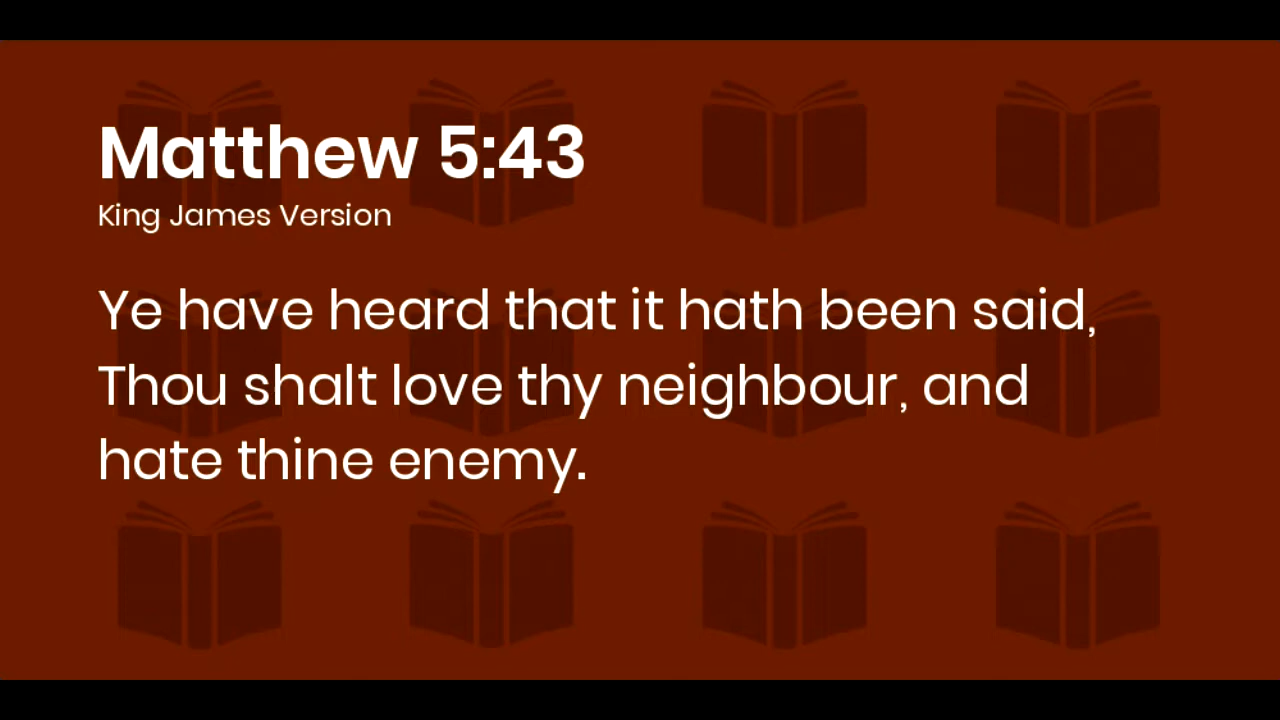 Matthew 5:43
King James Version
Ye have heard that it hath been said,
Thou shalt love thy neighbour, and
hate thine enemy.